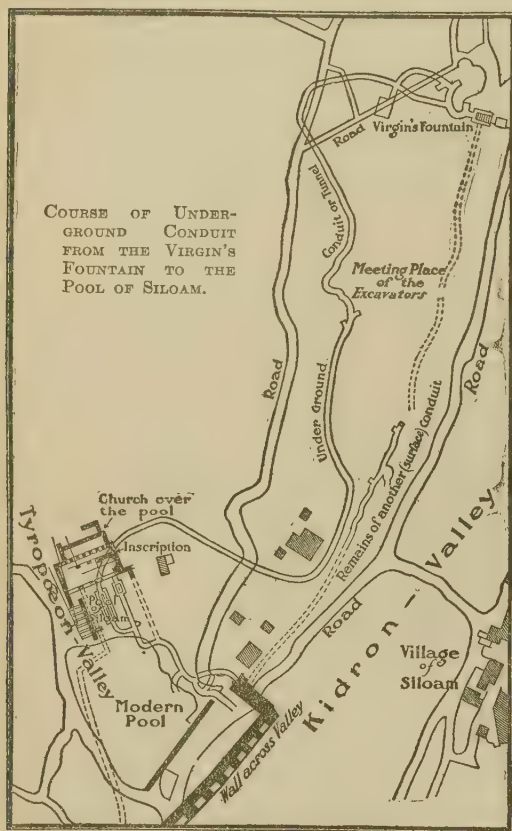 COURSE OF UNDER-
GROUND CONDUIT
FROM THE VIRGIN'S
FOUNTAIN TO THE
POOL OF SILOAM.
Road
Virgin's Fountain
Conduit or Tunnel
Meeting Place
of the
Excavators
Road
Road
Under Ground
Remains of another (surface) Conduit
Church over
the pool
Inscription
Tyropœon-Valley
Pool
Siloam
Modern
Pool
Road
Kidron-Valley
Village
of
Siloam
Wall across Valley